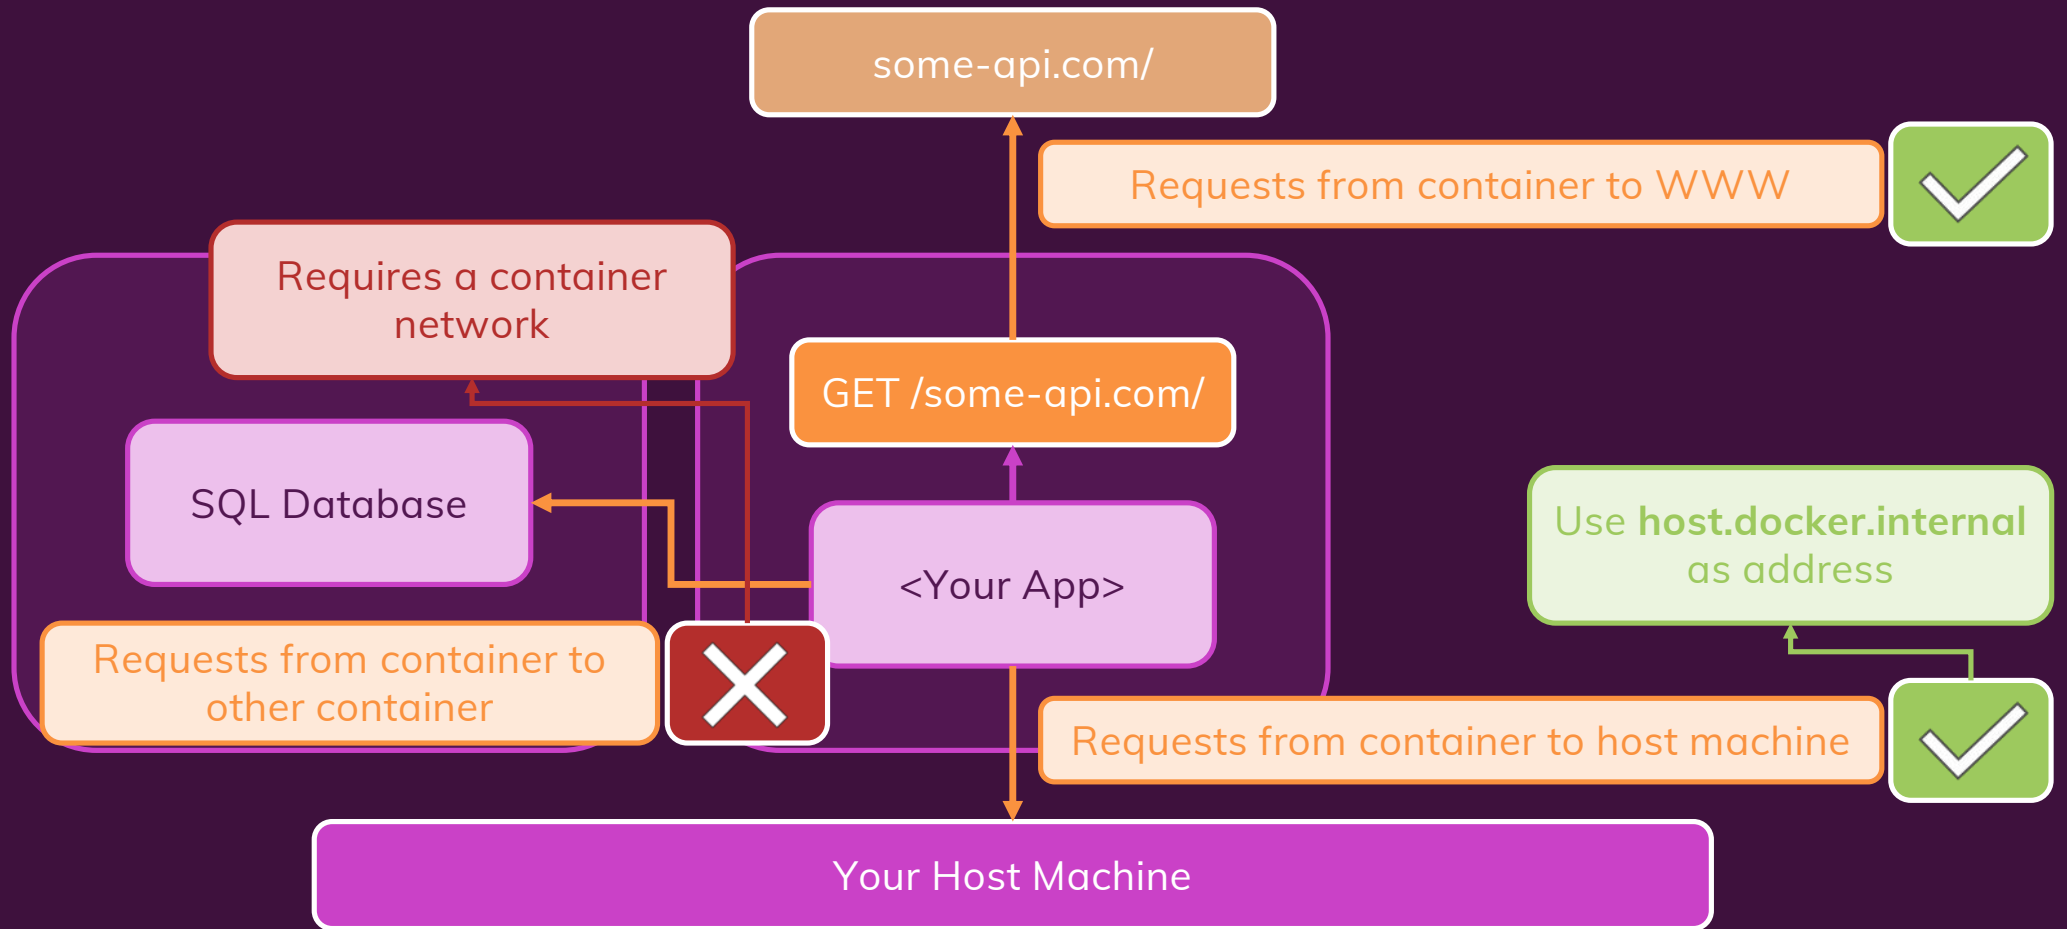 some-api.com/
Requests from container to WWW
Requires a container
network
GET /some-api.com/
SQL Database
<Your App>
Use host.docker.internal
as address
Requests from container to
other container
Requests from container to host machine
Your Host Machine